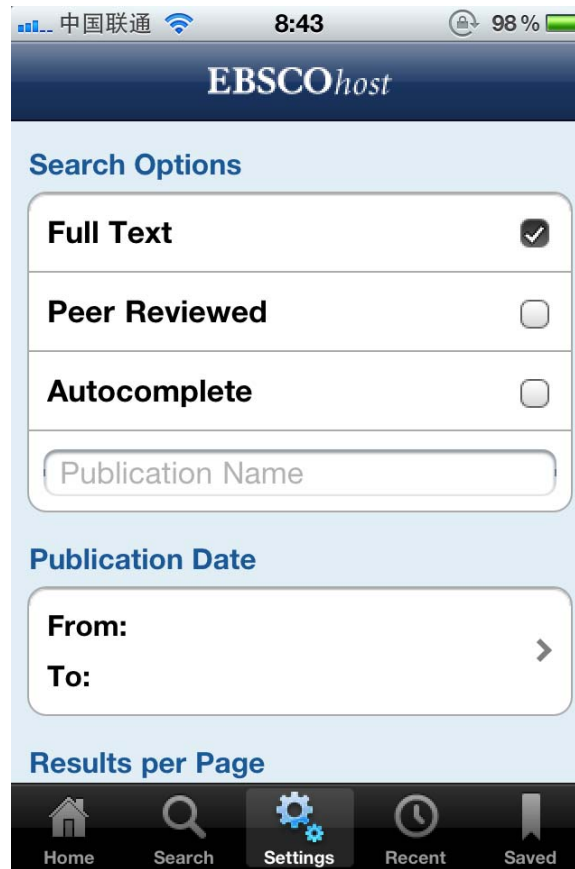 中国联通 8:43 98%
EBSCOhost
Search Options
Full Text
Peer Reviewed
Autocomplete
Publication Name
Publication Date
From:
To:
Results per Page
Home Search Settings Recent Saved